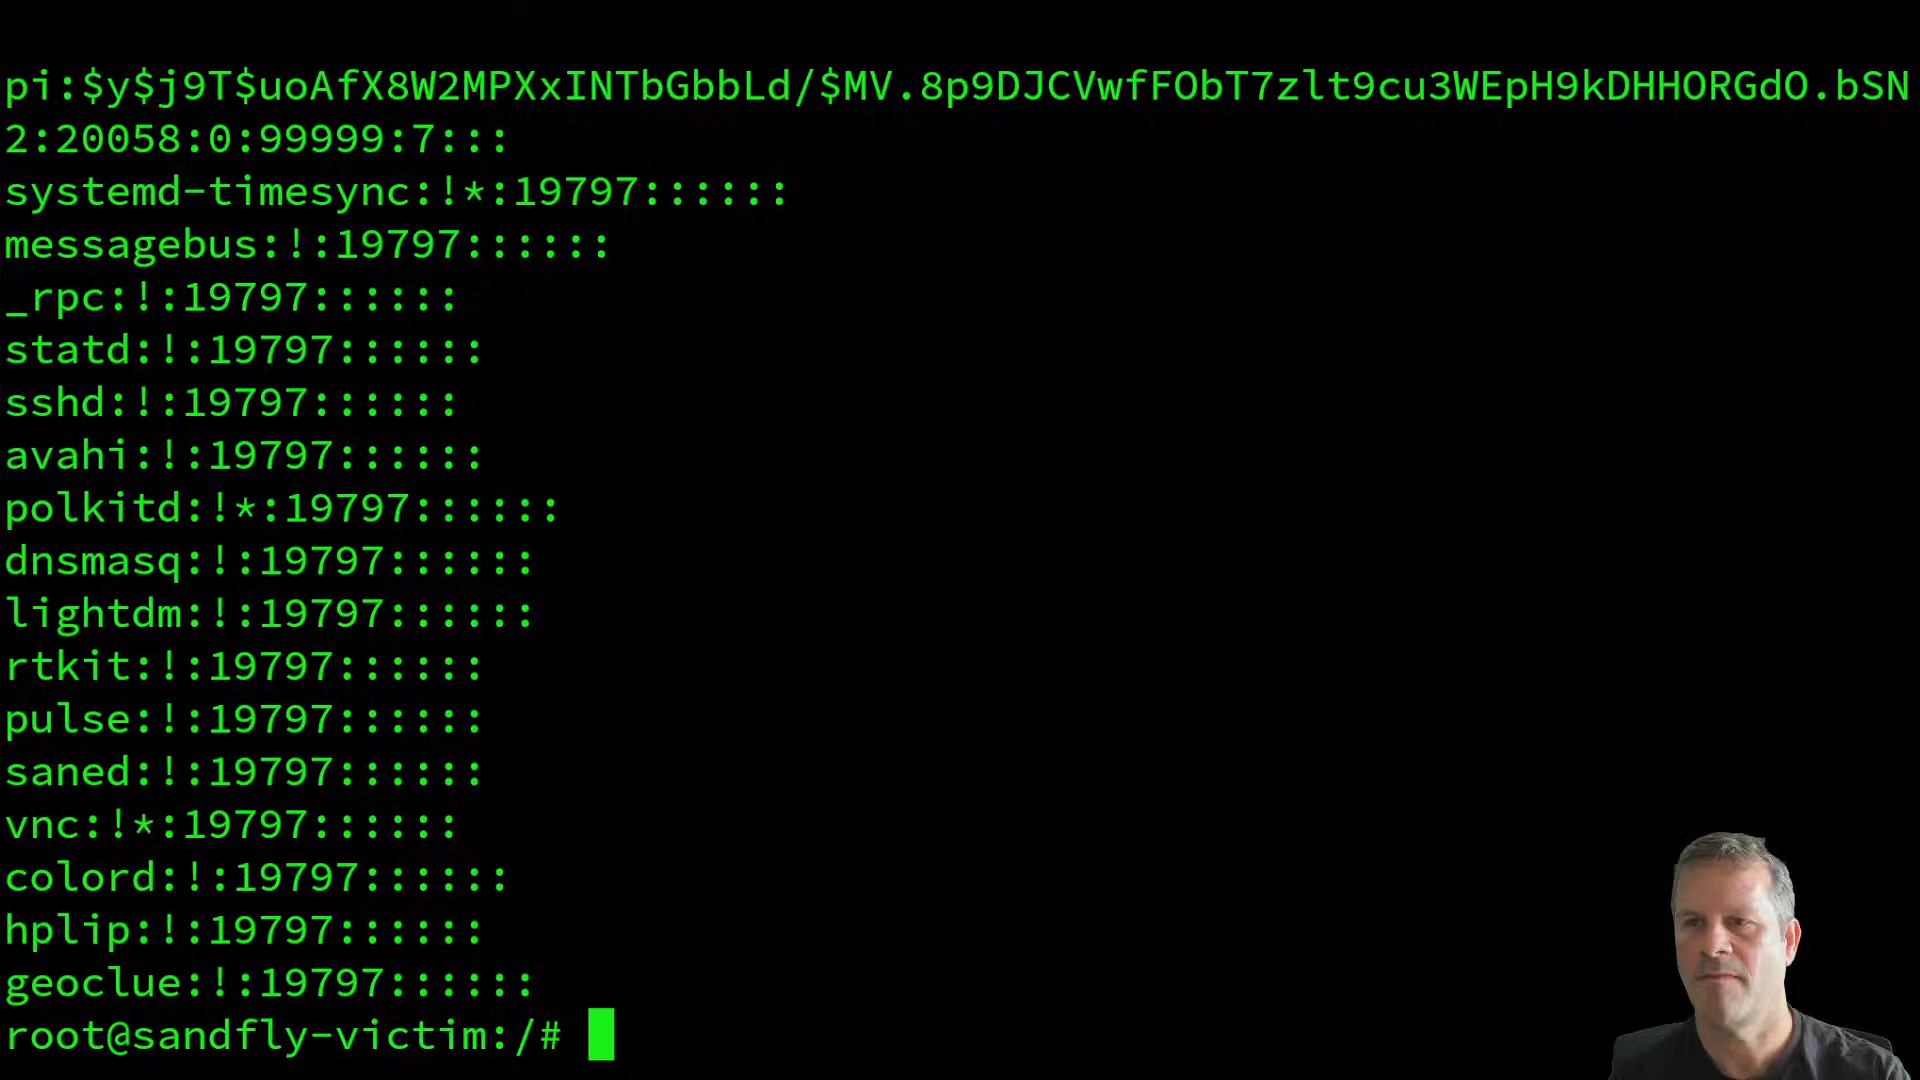 pi:$y$j9T$uoAfX8W2MPXxINTbGbbLd/$MV.8p9DJCVwfFObT7zlt9cu3WEpH9kDHHORGdO.bSN
2:20058:0:99999:7:::
systemd-timesync:!*:19797::::::
messagebus:!:19797::::::
_rpc:!:19797::::::
statd:!:19797::::::
sshd:!:19797::::::
avahi:!:19797::::::
polkitd:!*:19797::::::
dnsmasq:!:19797::::::
lightdm:!:19797::::::
rtkit:!:19797::::::
pulse:!:19797::::::
saned:!:19797::::::
vnc:!*:19797::::::
colord:!:19797::::::
hplip:!:19797::::::
geoclue:!:19797::::::
root@sandfly-victim:/#